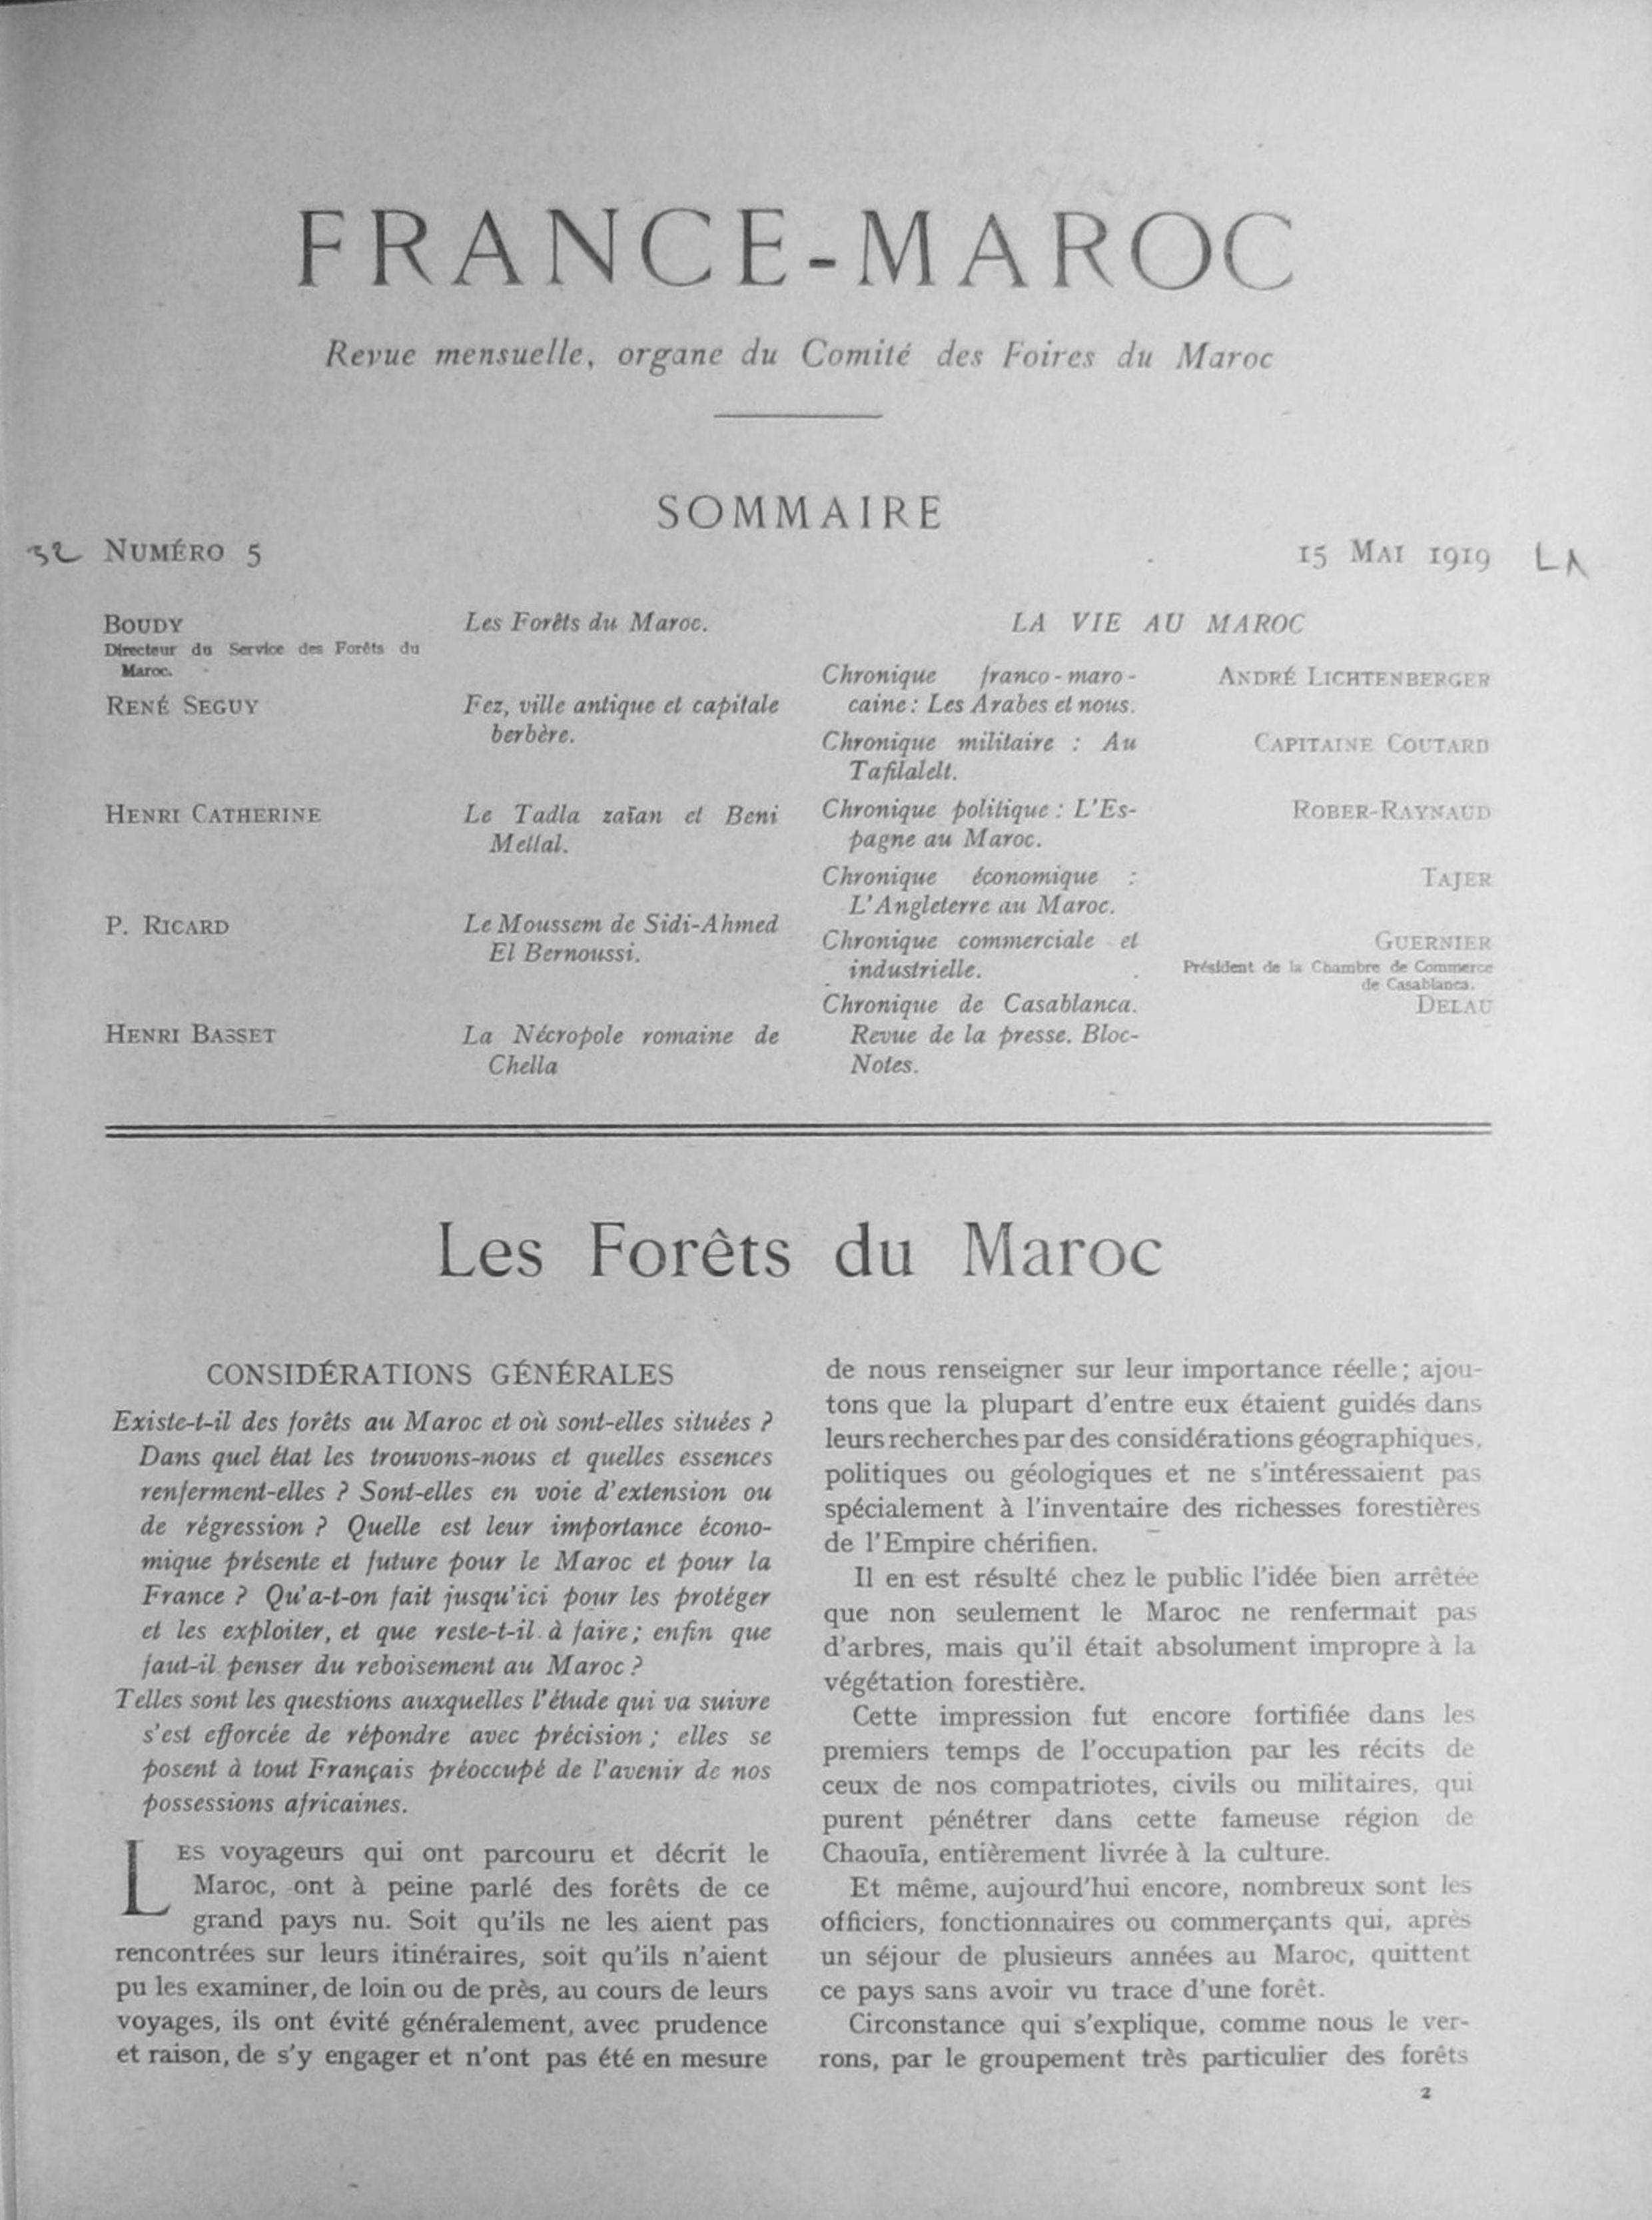 FRANCE-MAROC
Revue mensuelle, organe du Comité des Foires du Maroc
SOMMAIRE
32 NUMÉRO 5
15 MAI 1919
BOUDY
Directeur du Service des Forêts du
Maroc.
Les Forêts du Maroc.
RENÉ SEGUY
Fez, ville antique et capitale
berbère.
HENRI CATHERINE
Le Tadla zaïan et Beni
Mellal.
P. RICARD
Le Moussem de Sidi-Ahmed
El Bernoussi.
HENRI BASSET
La Nécropole romaine de
Chella
LA VIE AU MAROC
Chronique franco-maro-
caine : Les Arabes et nous.
ANDRÉ LICHTENBERGER
Chronique militaire : Au
Tafilalelt.
CAPITAINE COUTARD
Chronique politique : L'Es-
pagne au Maroc.
ROBER-RAYNAUD
Chronique économique :
L'Angleterre au Maroc.
TAJER
Chronique commerciale et
industrielle.
GUERNIER
Président de la Chambre de Commerce
de Casablanca.
Chronique de Casablanca.
DELAU
Revue de la presse. Bloc-
Notes.
Les Forêts du Maroc
CONSIDÉRATIONS GÉNÉRALES
Existe-t-il des forêts au Maroc et où sont-elles situées ?
Dans quel état les trouvons-nous et quelles essences
renferment-elles ? Sont-elles en voie d'extension ou
de régression ? Quelle est leur importance écono-
mique présente et future pour le Maroc et pour la
France ? Qu'a-t-on fait jusqu'ici pour les protéger
et les exploiter, et que reste-t-il à faire ; enfin que
faut-il penser du reboisement au Maroc ?
Telles sont les questions auxquelles l'étude qui va suivre
s'est efforcée de répondre avec précision ; elles se
posent à tout Français préoccupé de l'avenir de nos
possessions africaines.
LES voyageurs qui ont parcouru et décrit le
Maroc, ont à peine parlé des forêts de ce
grand pays nu. Soit qu'ils ne les aient pas
rencontrées sur leurs itinéraires, soit qu'ils n'aient
pu les examiner, de loin ou de près, au cours de leurs
voyages, ils ont évité généralement, avec prudence
et raison, de s'y engager et n'ont pas été en mesure
de nous renseigner sur leur importance réelle ; ajou-
tons que la plupart d'entre eux étaient guidés dans
leurs recherches par des considérations géographiques,
politiques ou géologiques et ne s'intéressaient pas
spécialement à l'inventaire des richesses forestières
de l'Empire chérifien.
Il en est résulté chez le public l'idée bien arrêtée
que non seulement le Maroc ne renfermait pas
d'arbres, mais qu'il était absolument impropre à la
végétation forestière.
Cette impression fut encore fortifiée dans les
premiers temps de l'occupation par les récits de
ceux de nos compatriotes, civils ou militaires, qui
purent pénétrer dans cette fameuse région de
Chaouïa, entièrement livrée à la culture.
Et même, aujourd'hui encore, nombreux sont les
officiers, fonctionnaires ou commerçants qui, après
un séjour de plusieurs années au Maroc, quittent
ce pays sans avoir vu trace d'une forêt.
Circonstance qui s'explique, comme nous le ver-
rons, par le groupement très particulier des forêts
2